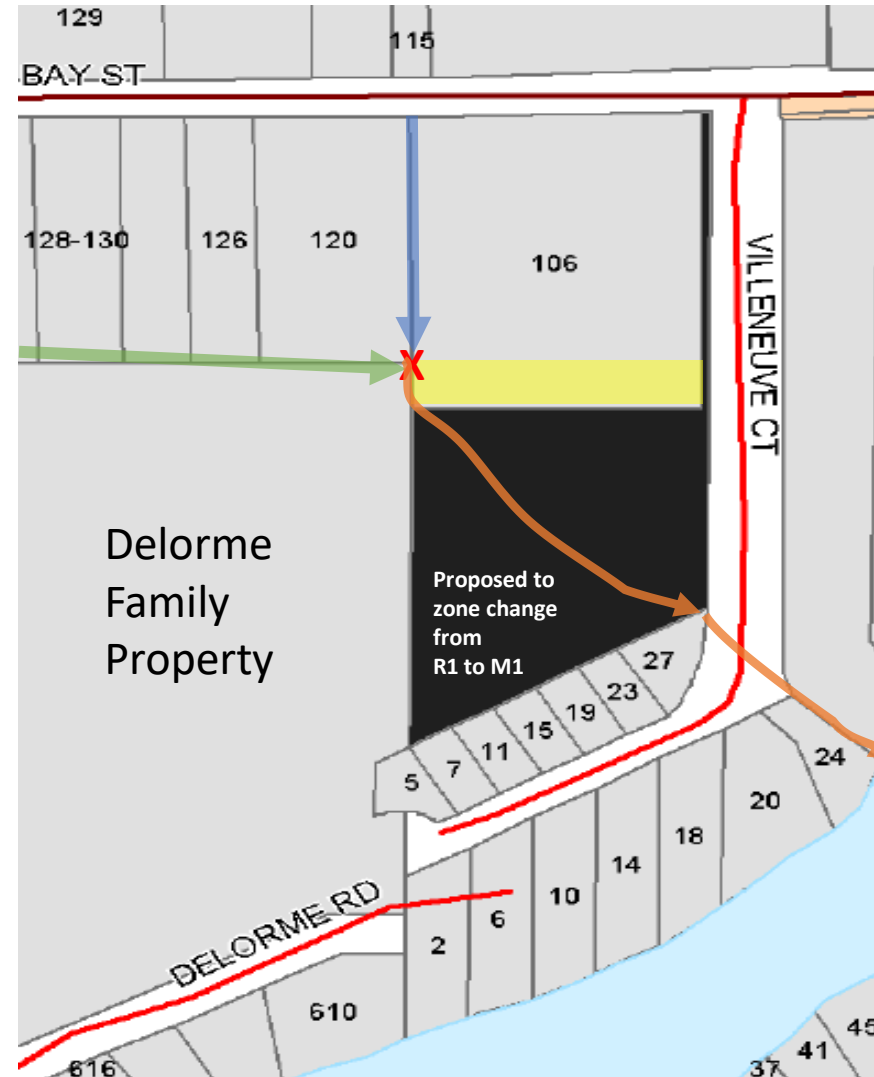 129
115
BAY ST
128-130
126
120
106
VILLENEUVE CT
X
Delorme
Family
Property
Proposed to
zone change
from
R1 to M1
27
23
19
15
11
7
5
24
20
18
14
10
6
2
DELORME RD
610
616
45
41
37